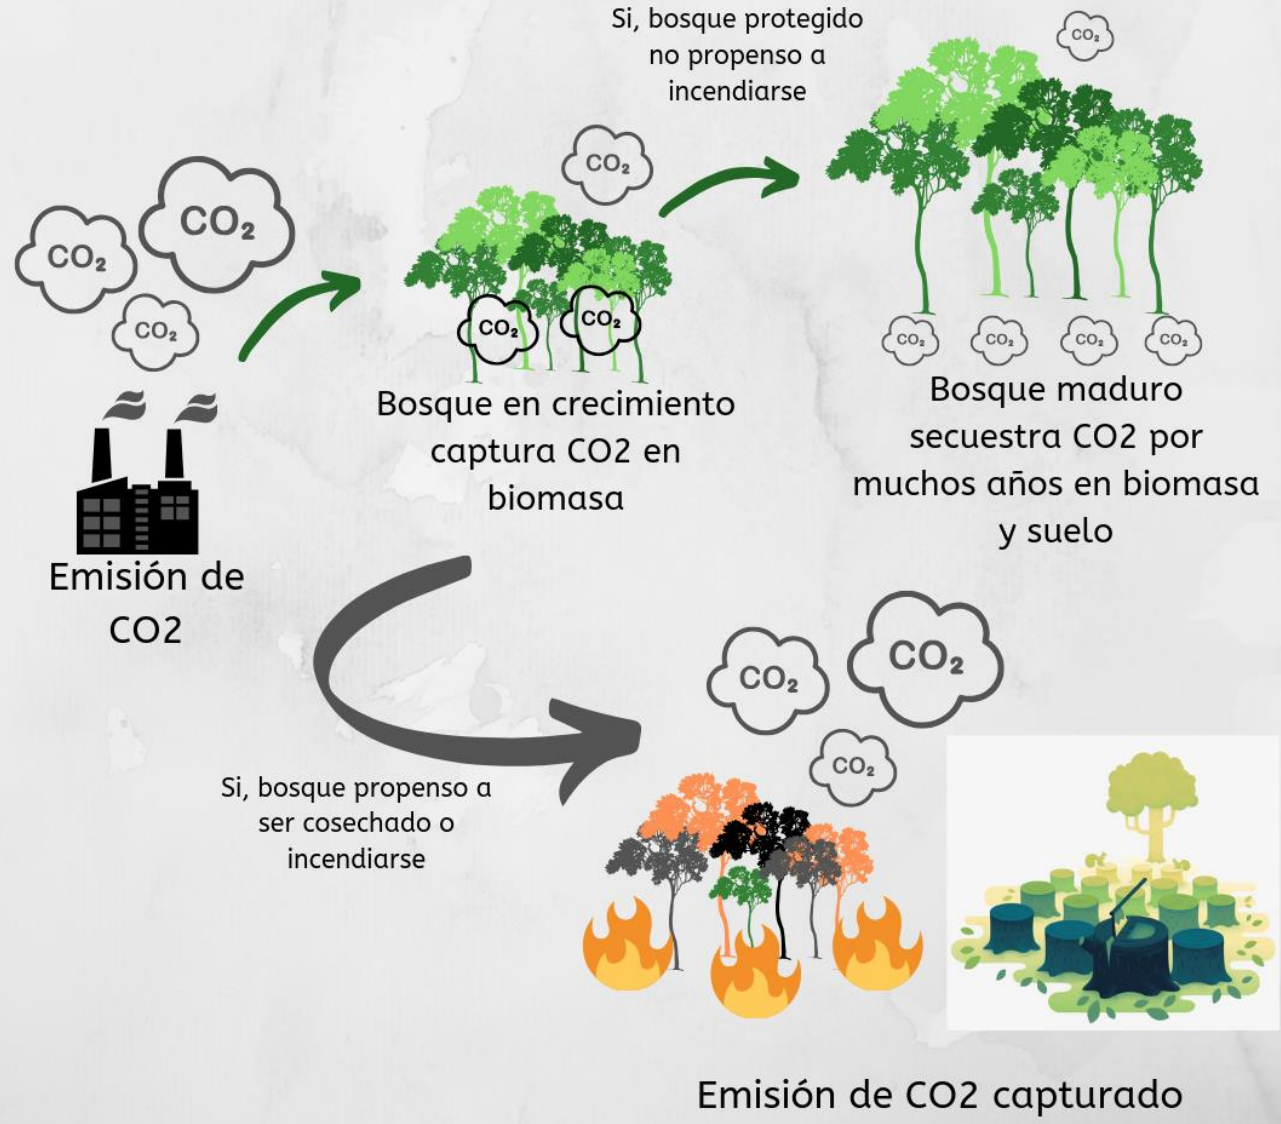 Si, bosque protegido
no propenso a
incendiarse
CO₂
CO₂
CO₂
CO₂
CO₂
CO₂
CO₂
CO₂
CO₂
CO₂
CO₂
Bosque en crecimiento
captura CO2 en
biomasa
Bosque maduro
secuestra CO2 por
muchos años en biomasa
y suelo
Emisión de
CO2
Si, bosque propenso a
ser cosechado o
incendiarse
CO₂
CO₂
CO₂
Emisión de CO2 capturado